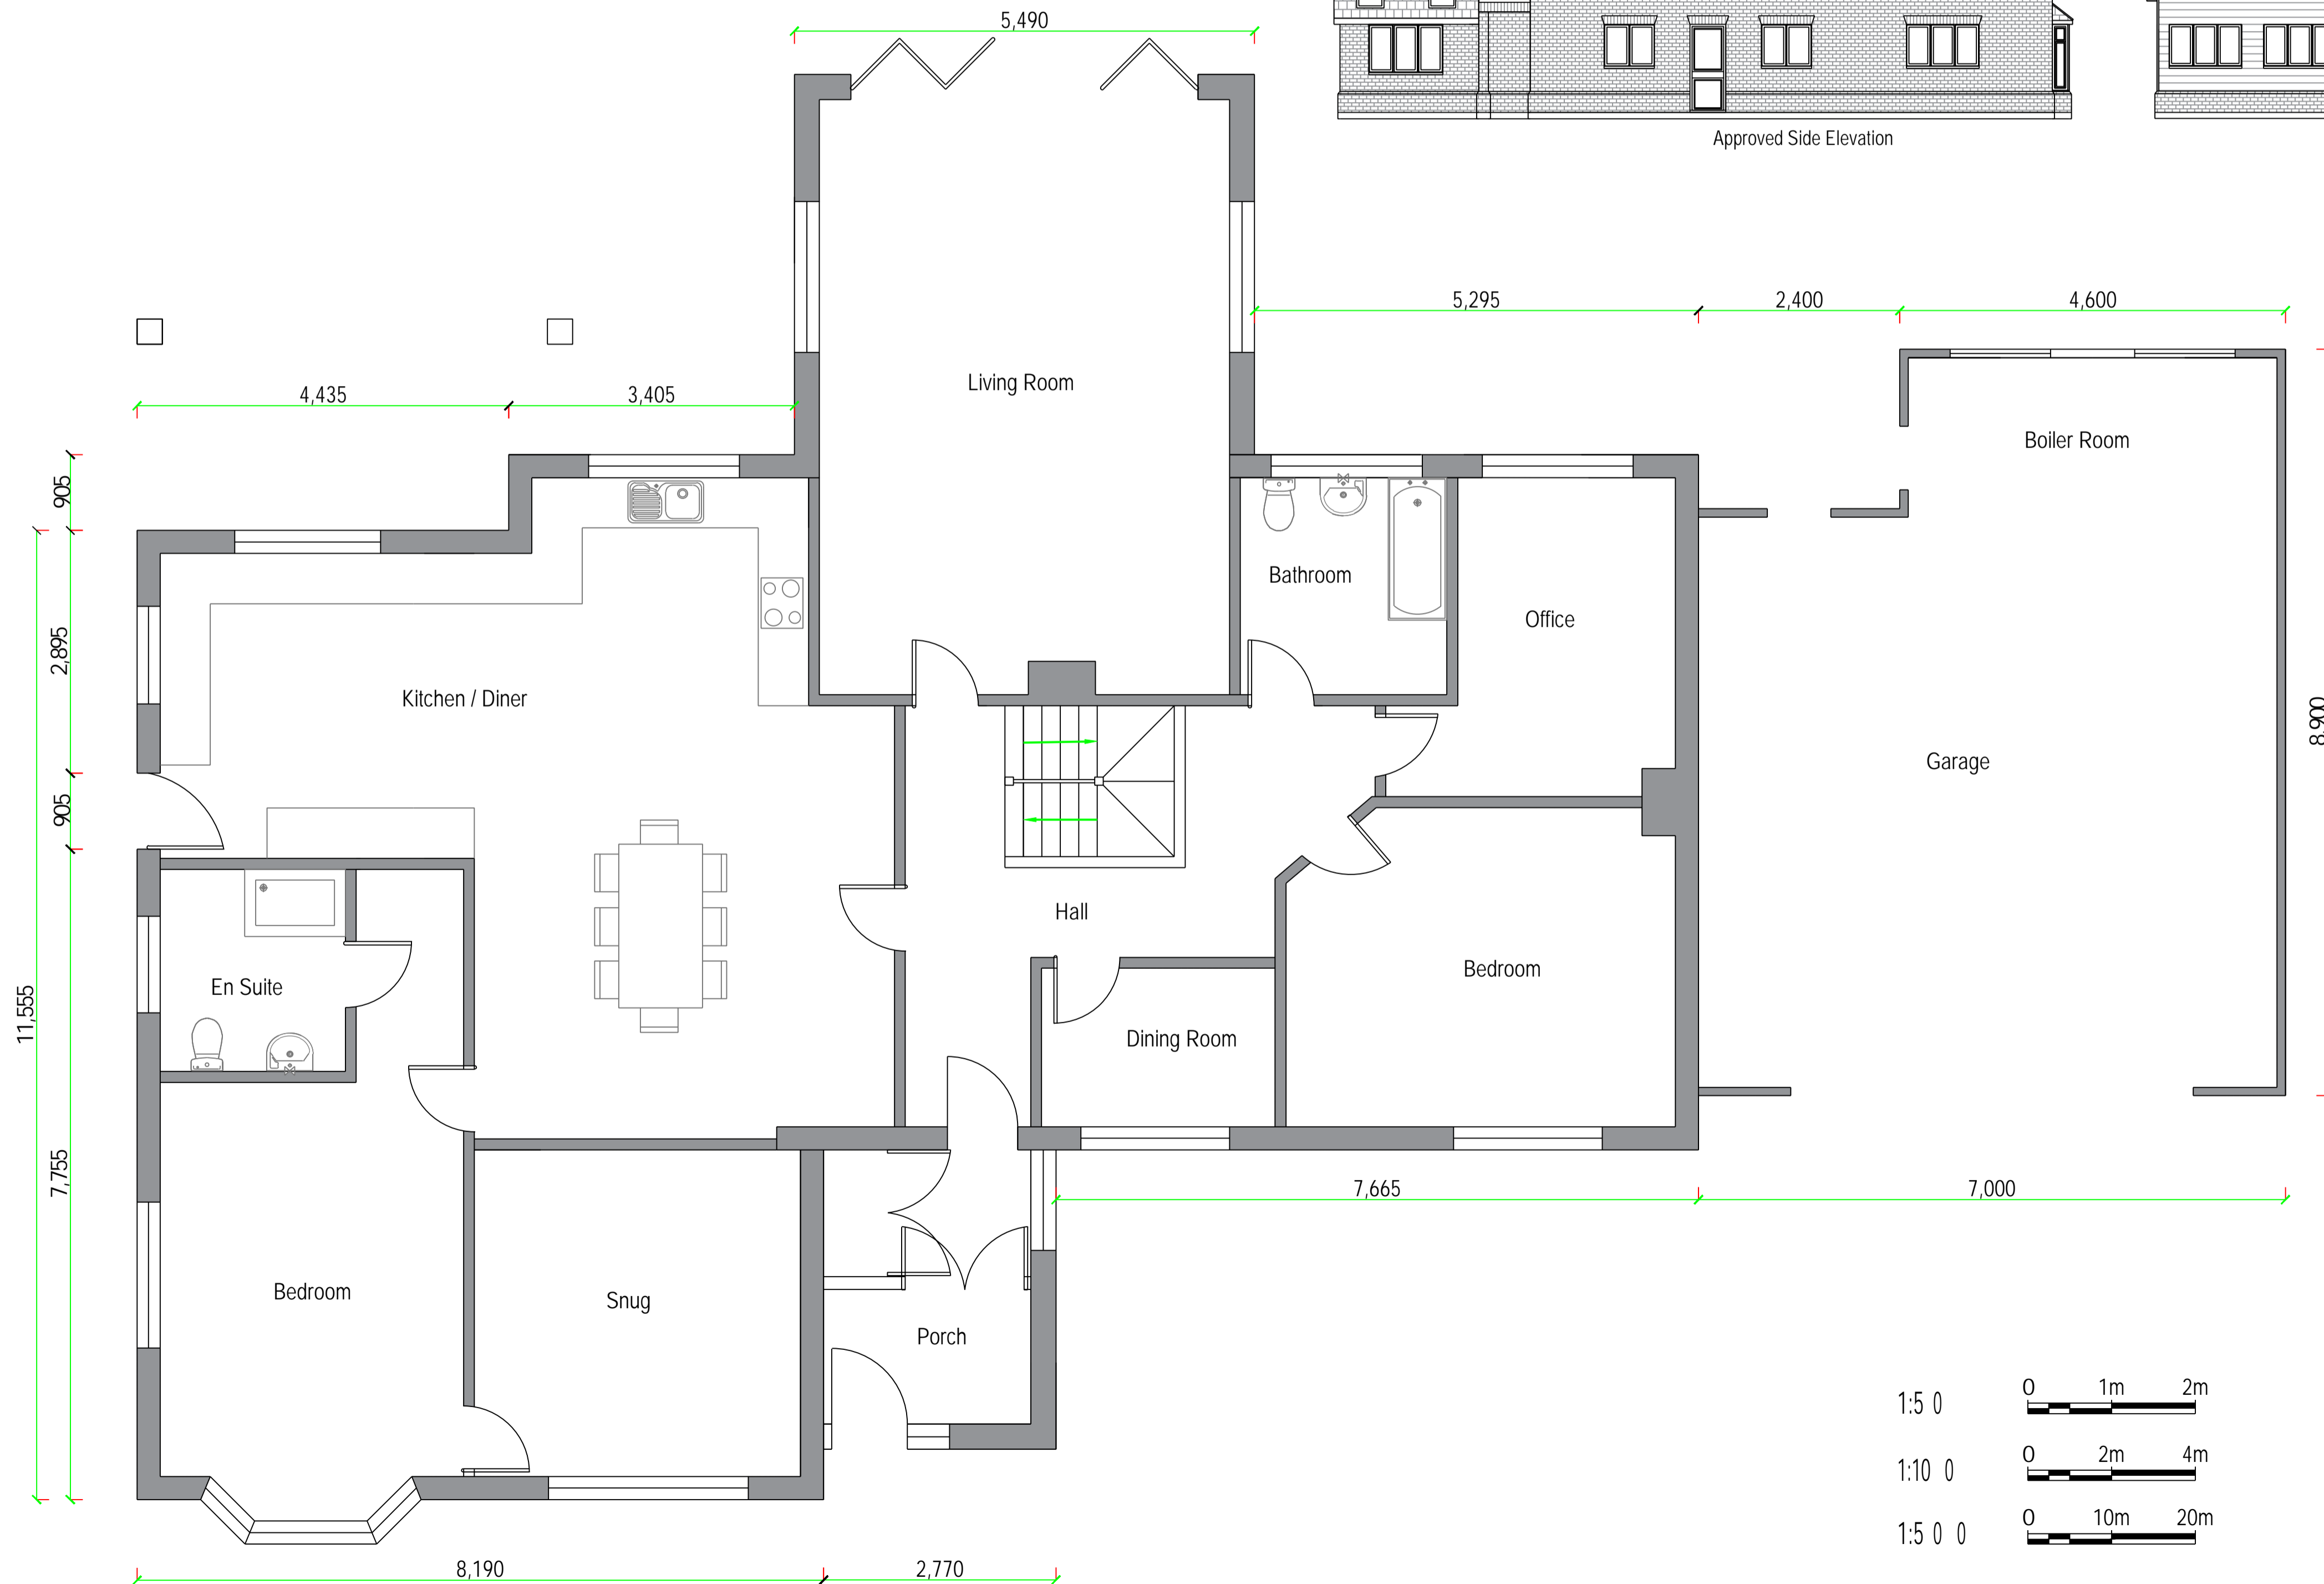 5,490
Approved Side Elevation
5,295
2,400
4,600
4,435
3,405
Living Room
Boiler Room
905
Bathroom
Office
2,895
Kitchen / Diner
8,900
Garage
905
Hall
Bedroom
En Suite
11,555
Dining Room
7,755
7,665
7,000
Bedroom
Snug
Porch
1:5 0
0 1m 2m
1:10 0
0 2m 4m
1:5 0 0
0 10m 20m
8,190
2,770